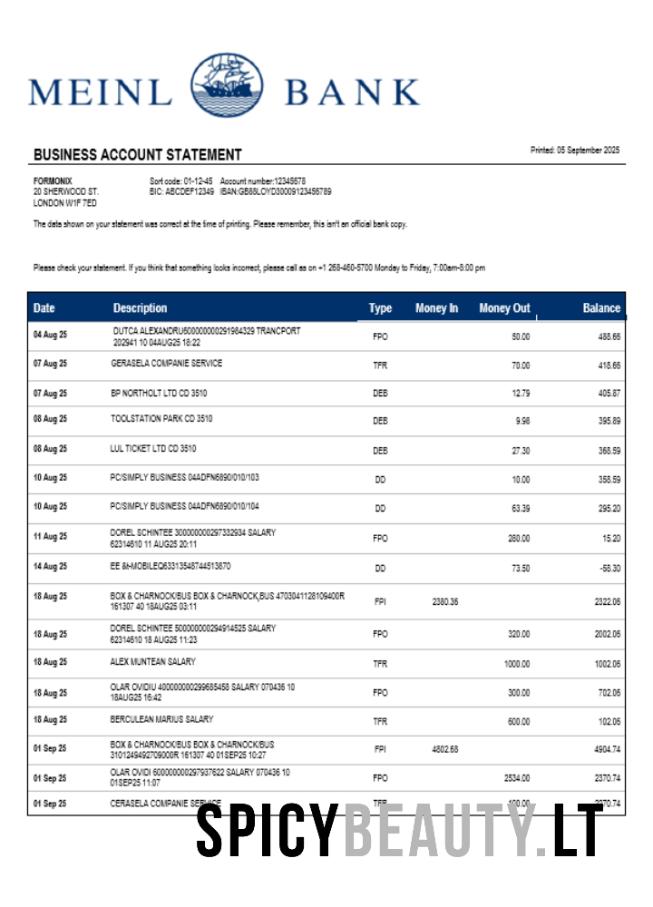 MEINL BANK
BUSINESS ACCOUNT STATEMENT
Printed: 05 September 2025
FORMONIX
20 SHERWOOD ST.
LONDON W1F 7ED
Sort code: 01-12-45 Account number:12345678
BIC: ABCDEF12349 IBAN:GB88LOYD30009123456789
The data shown on your statement was correct at the time of printing. Please remember, this isn't an official bank copy.
Please check your statement. If you think that something looks incorrect, please call as on +1 268-460-5700 Monday to Friday, 7:00am-8:00 pm
Date Description Type Money In Money Out Balance
04 Aug 25 DUTCA ALEXANDRU600000000291984329 TRANCPORT FPO 50.00 488.66
202941 10 04AUG25 18:22
07 Aug 25 GERASELA COMPANIE SERVICE TFR 70.00 418.66
07 Aug 25 BP NORTHOLT LTD CD 3510 DEB 12.79 405.87
08 Aug 25 TOOLSTATION PARK CD 3510 DEB 9.98 395.89
08 Aug 25 LUL TICKET LTD CD 3510 DEB 27.30 368.59
10 Aug 25 PC/SIMPLY BUSINESS 04ADFN6890/010/103 DD 10.00 358.59
10 Aug 25 PC/SIMPLY BUSINESS 04ADFN6890/010/104 DD 63.39 295.20
11 Aug 25 DOREL SCHINTEE 300000000297332934 SALARY FPO 280.00 15.20
62314610 11 AUG25 20:11
14 Aug 25 EE &t-MOBILEQ63313548744513870 DD 73.50 -58.30
18 Aug 25 BOX & CHARNOCK/BUS BOX & CHARNOCK,BUS 4703041128109400R FPI 2380.36 2322.06
161307 40 18AUG25 03:11
18 Aug 25 DOREL SCHINTEE 500000000294914525 SALARY FPO 320.00 2002.06
62314610 18 AUG25 11:23
18 Aug 25 ALEX MUNTEAN SALARY TFR 1000.00 1002.06
18 Aug 25 OLAR OVIDIU 400000000299685458 SALARY 070436 10 FPO 300.00 702.06
18AUG25 16:42
18 Aug 25 BERCULEAN MARIUS SALARY TFR 600.00 102.06
01 Sep 25 BOX & CHARNOCK/BUS BOX & CHARNOCK/BUS FPI 4802.68 4904.74
3101249492709000R 161307 40 01SEP25 10:27
01 Sep 25 OLAR OVIDI 600000000297937622 SALARY 070436 10 FPO 2534.00 2370.74
01SEP25 11:07
01 Sep 25 CERASELA COMPANIE SERVICE TFR 100.00 2270.74
SPICYBEAUTY.LT